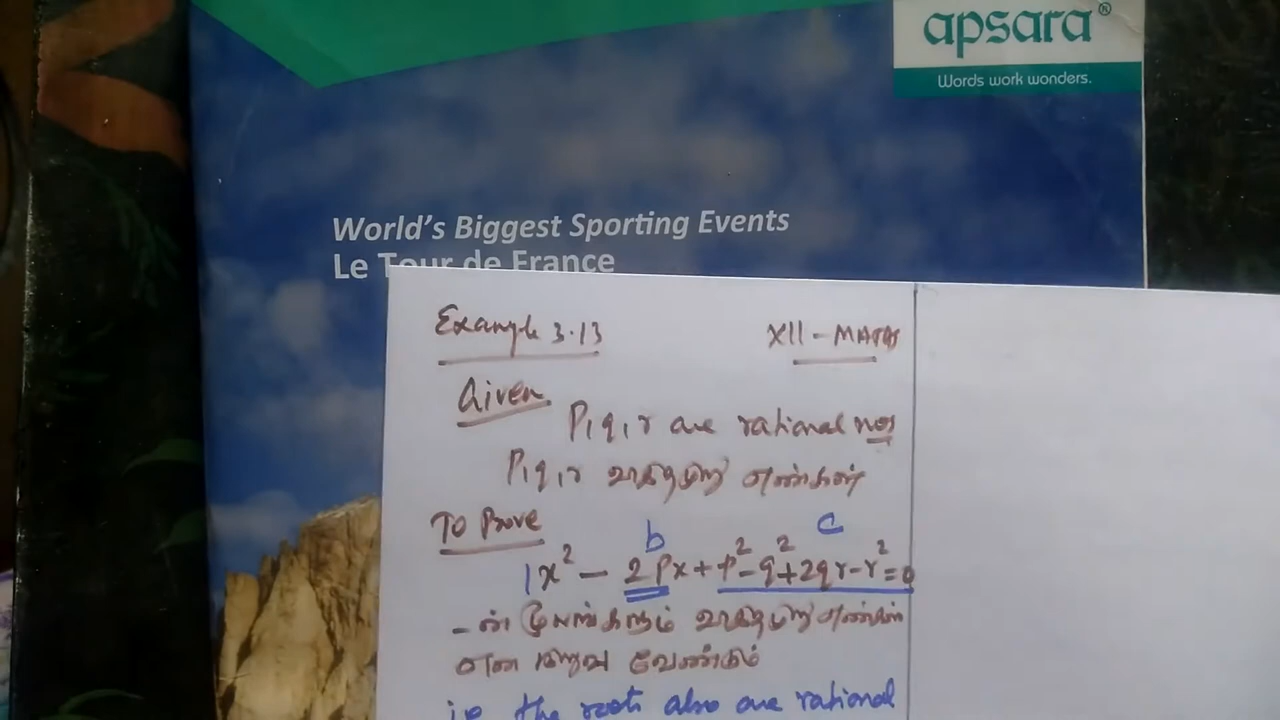 apsara®
Words work wonders.
World's Biggest Sporting Events
Le Tour de France
Example 3.13
XII - MATHS
Given
P, q, r are rational nos
P, q, r விகிதமுறு எண்கள்
To Prove
b c
1x² - 2px + p² - q² + 2qr - r² = 0
-ன் மூலங்களும் விகிதமுறு எண்கள்
என நிறுவ வேண்டும்
i.e. the roots also are rational